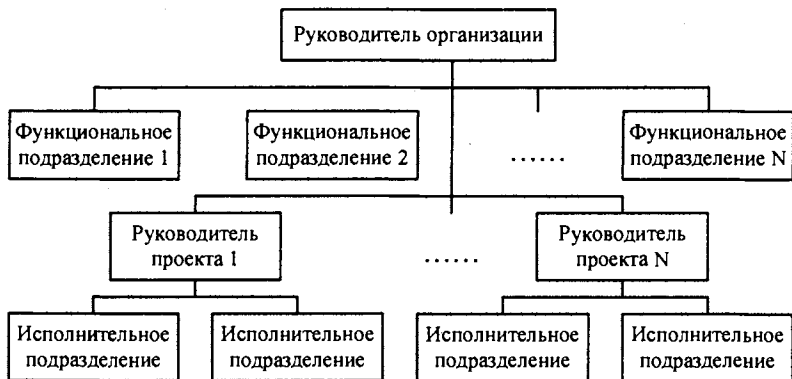 Руководитель организации
Функциональное
подразделение 1
Функциональное
подразделение 2
......
Функциональное
подразделение N
Руководитель
проекта 1
......
Руководитель
проекта N
Исполнительное
подразделение
Исполнительное
подразделение
Исполнительное
подразделение
Исполнительное
подразделение